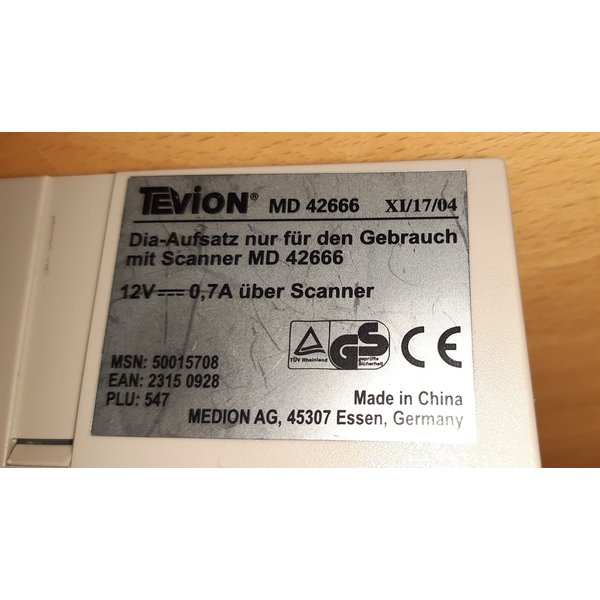 TEViON® MD 42666 XI/17/04
Dia-Aufsatz nur für den Gebrauch
mit Scanner MD 42666
12V⎓ 0,7A über Scanner
TÜV Rheinland
GS
geprüfte
Sicherheit
CE
MSN: 50015708
EAN: 2315 0928
PLU: 547
Made in China
MEDION AG, 45307 Essen, Germany